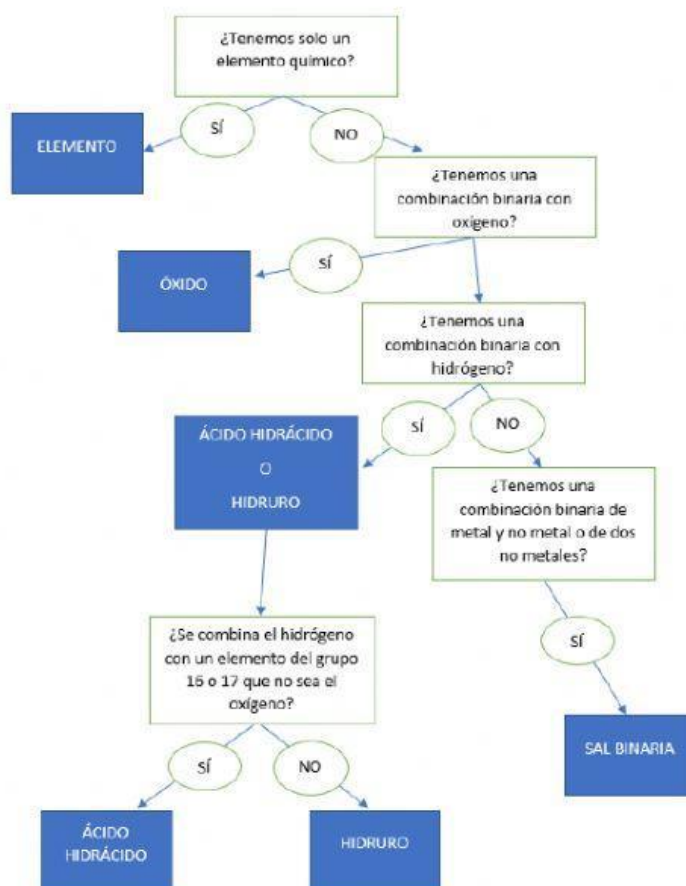 ¿Tenemos solo un
elemento químico?
SÍ
NO
ELEMENTO
¿Tenemos una
combinación binaria con
oxígeno?
SÍ
ÓXIDO
¿Tenemos una
combinación binaria con
hidrógeno?
SÍ
NO
ÁCIDO HIDRÁCIDO
O
HIDRURO
¿Tenemos una
combinación binaria de
metal y no metal o de dos
no metales?
SÍ
¿Se combina el hidrógeno
con un elemento del grupo
16 o 17 que no sea el
oxígeno?
SÍ
NO
SAL BINARIA
ÁCIDO
HIDRÁCIDO
HIDRURO